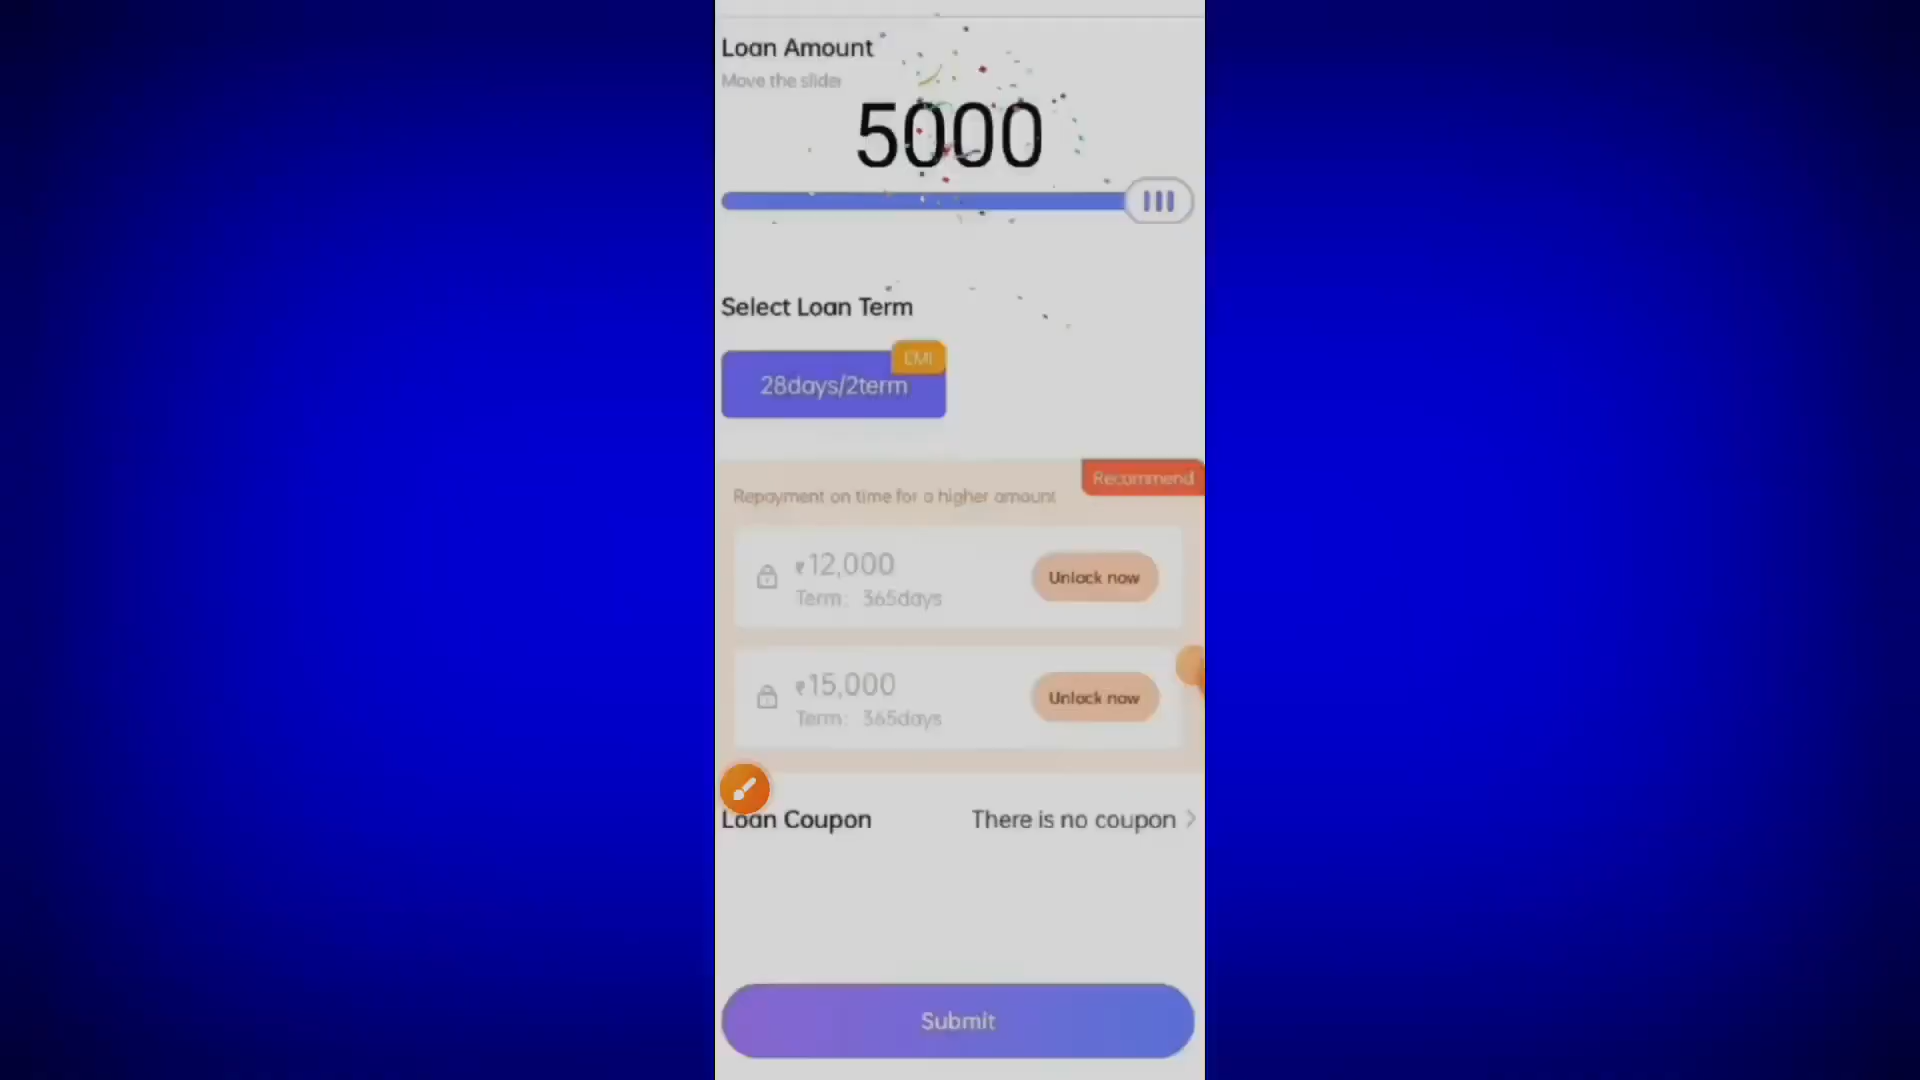 Loan Amount
Move the slider
5000
Select Loan Term
EMI
28days/2term
Recommend
Repayment on time for a higher amount
₹12,000
Term: 365days
Unlock now
₹15,000
Term: 365days
Unlock now
Loan Coupon
There is no coupon
Submit